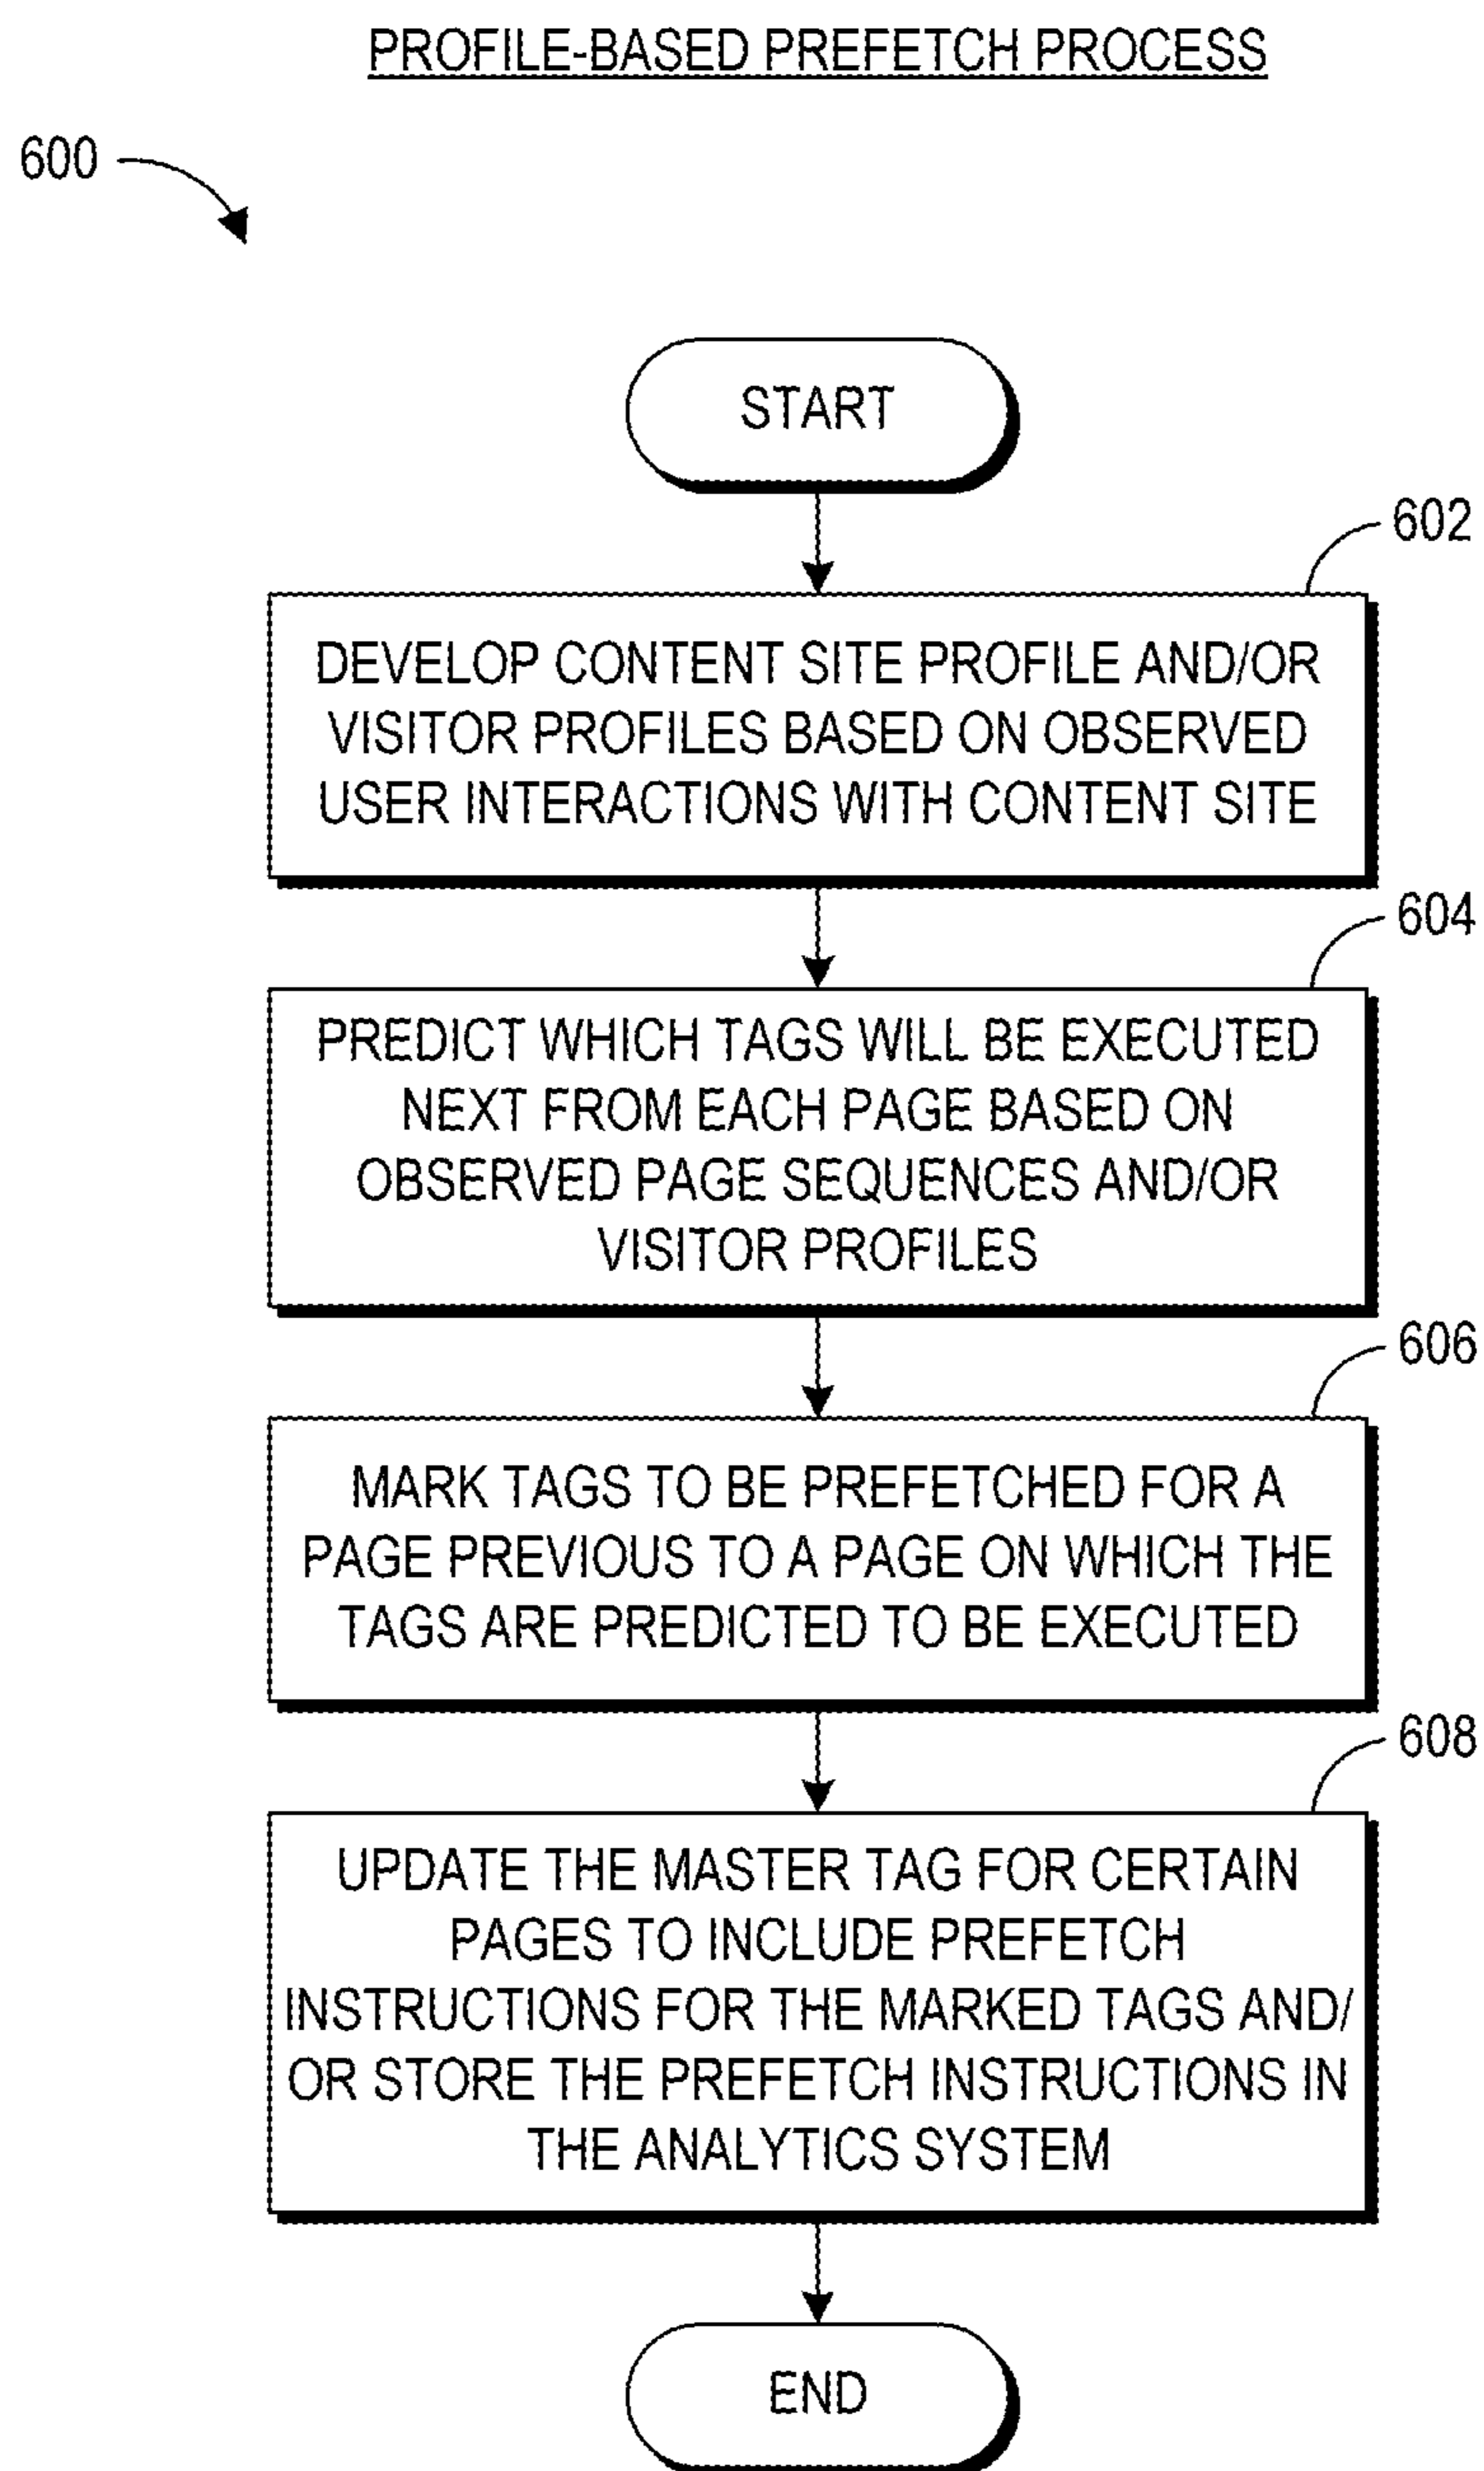 PROFILE-BASED PREFETCH PROCESS
600
START
602
DEVELOP CONTENT SITE PROFILE AND/OR
VISITOR PROFILES BASED ON OBSERVED
USER INTERACTIONS WITH CONTENT SITE
604
PREDICT WHICH TAGS WILL BE EXECUTED
NEXT FROM EACH PAGE BASED ON
OBSERVED PAGE SEQUENCES AND/OR
VISITOR PROFILES
606
MARK TAGS TO BE PREFETCHED FOR A
PAGE PREVIOUS TO A PAGE ON WHICH THE
TAGS ARE PREDICTED TO BE EXECUTED
608
UPDATE THE MASTER TAG FOR CERTAIN
PAGES TO INCLUDE PREFETCH
INSTRUCTIONS FOR THE MARKED TAGS AND/
OR STORE THE PREFETCH INSTRUCTIONS IN
THE ANALYTICS SYSTEM
END